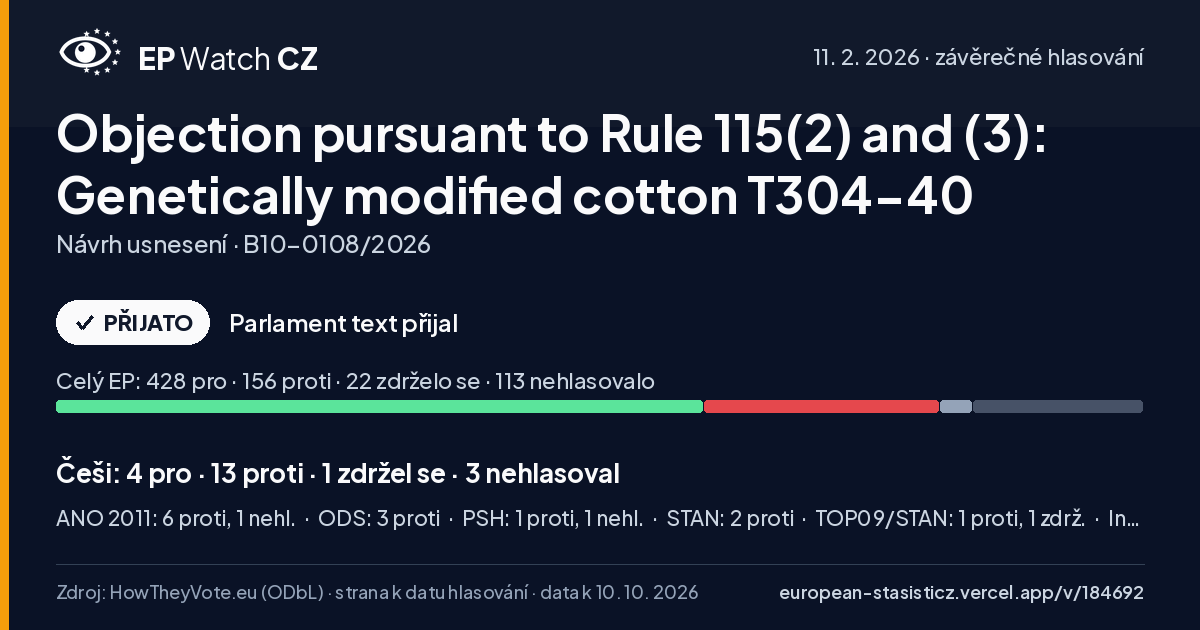 EP Watch CZ
11. 2. 2026 · závěrečné hlasování
Objection pursuant to Rule 115(2) and (3):
Genetically modified cotton T304-40
Návrh usnesení · B10-0108/2026
✓ PŘIJATO
Parlament text přijal
Celý EP: 428 pro · 156 proti · 22 zdrželo se · 113 nehlasovalo
Češi: 4 pro · 13 proti · 1 zdržel se · 3 nehlasoval
ANO 2011: 6 proti, 1 nehl. · ODS: 3 proti · PSH: 1 proti, 1 nehl. · STAN: 2 proti · TOP09/STAN: 1 proti, 1 zdrž. · In…
Zdroj: HowTheyVote.eu (ODbL) · strana k datu hlasování · data k 10. 10. 2026
european-stasisticz.vercel.app/v/184692